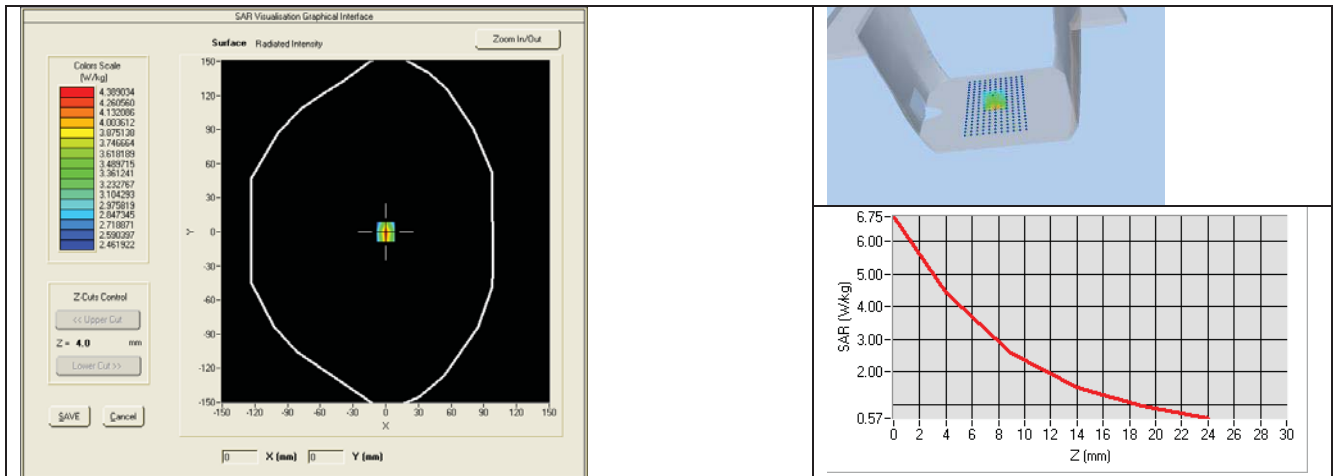 SAR Visualisation Graphical Interface
Surface Radiated Intensity
Zoom In/Out
Colors Scale
(W/kg)
4.389034
4.260560
4.132086
4.003612
3.875138
3.746664
3.618189
3.489715
3.361241
3.232767
3.104293
2.975819
2.847345
2.718871
2.590397
2.461922
Z-Cuts Control
<< Upper Cut
Z = 4.0 mm
Lower Cut >>
SAVE Cancel
150
120
90
60
30
0
-30
-60
-90
-120
-150
Y
-150 -120 -90 -60 -30 0 30 60 90 120 150
X
0 X (mm) 0 Y (mm)
6.75
6.00
5.00
4.00
3.00
2.00
0.57
SAR (W/kg)
0 2 4 6 8 10 12 14 16 18 20 22 24 26 28 30
Z (mm)